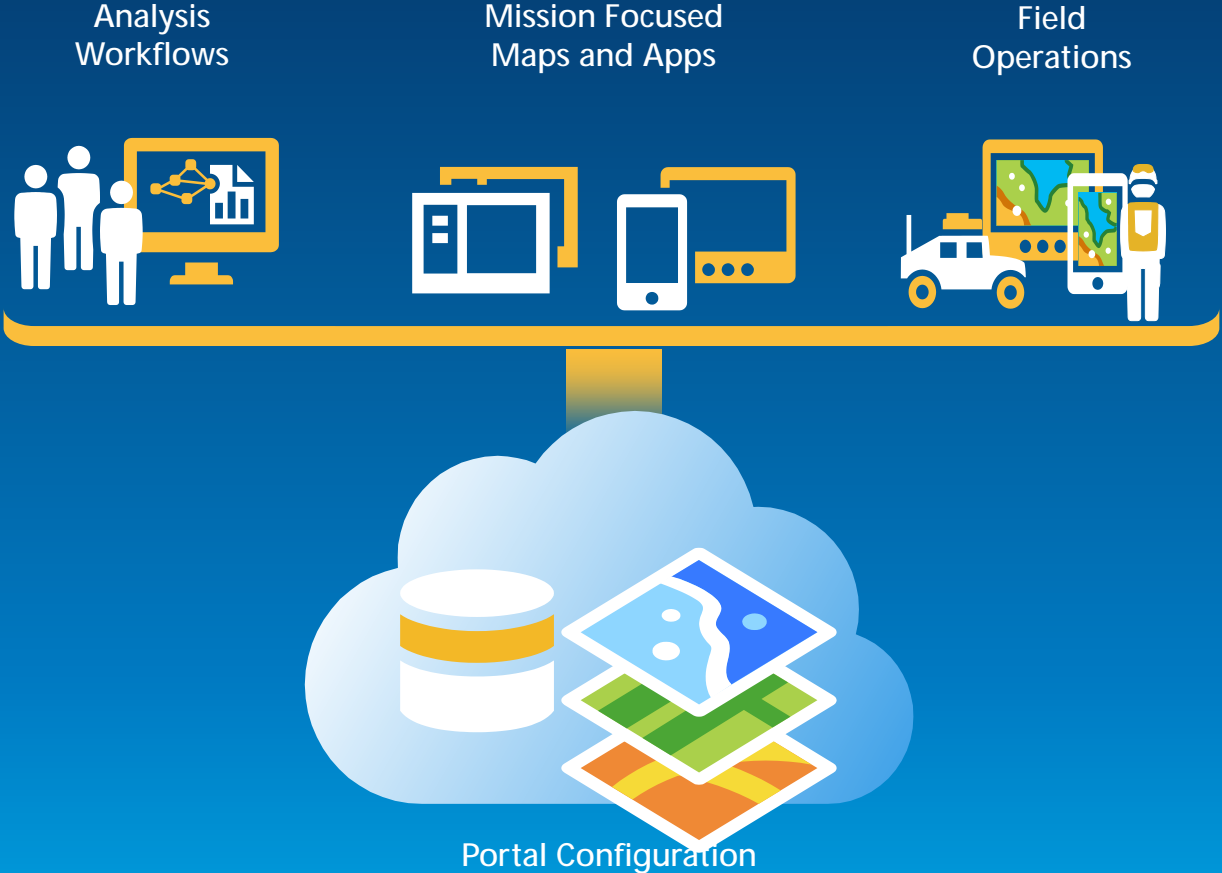 Analysis
Workflows
Mission Focused
Maps and Apps
Field
Operations
Portal Configuration